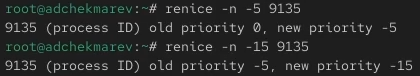 root@adchekmarev:~# renice -n -5 9135
9135 (process ID) old priority 0, new priority -5
root@adchekmarev:~# renice -n -15 9135
9135 (process ID) old priority -5, new priority -15